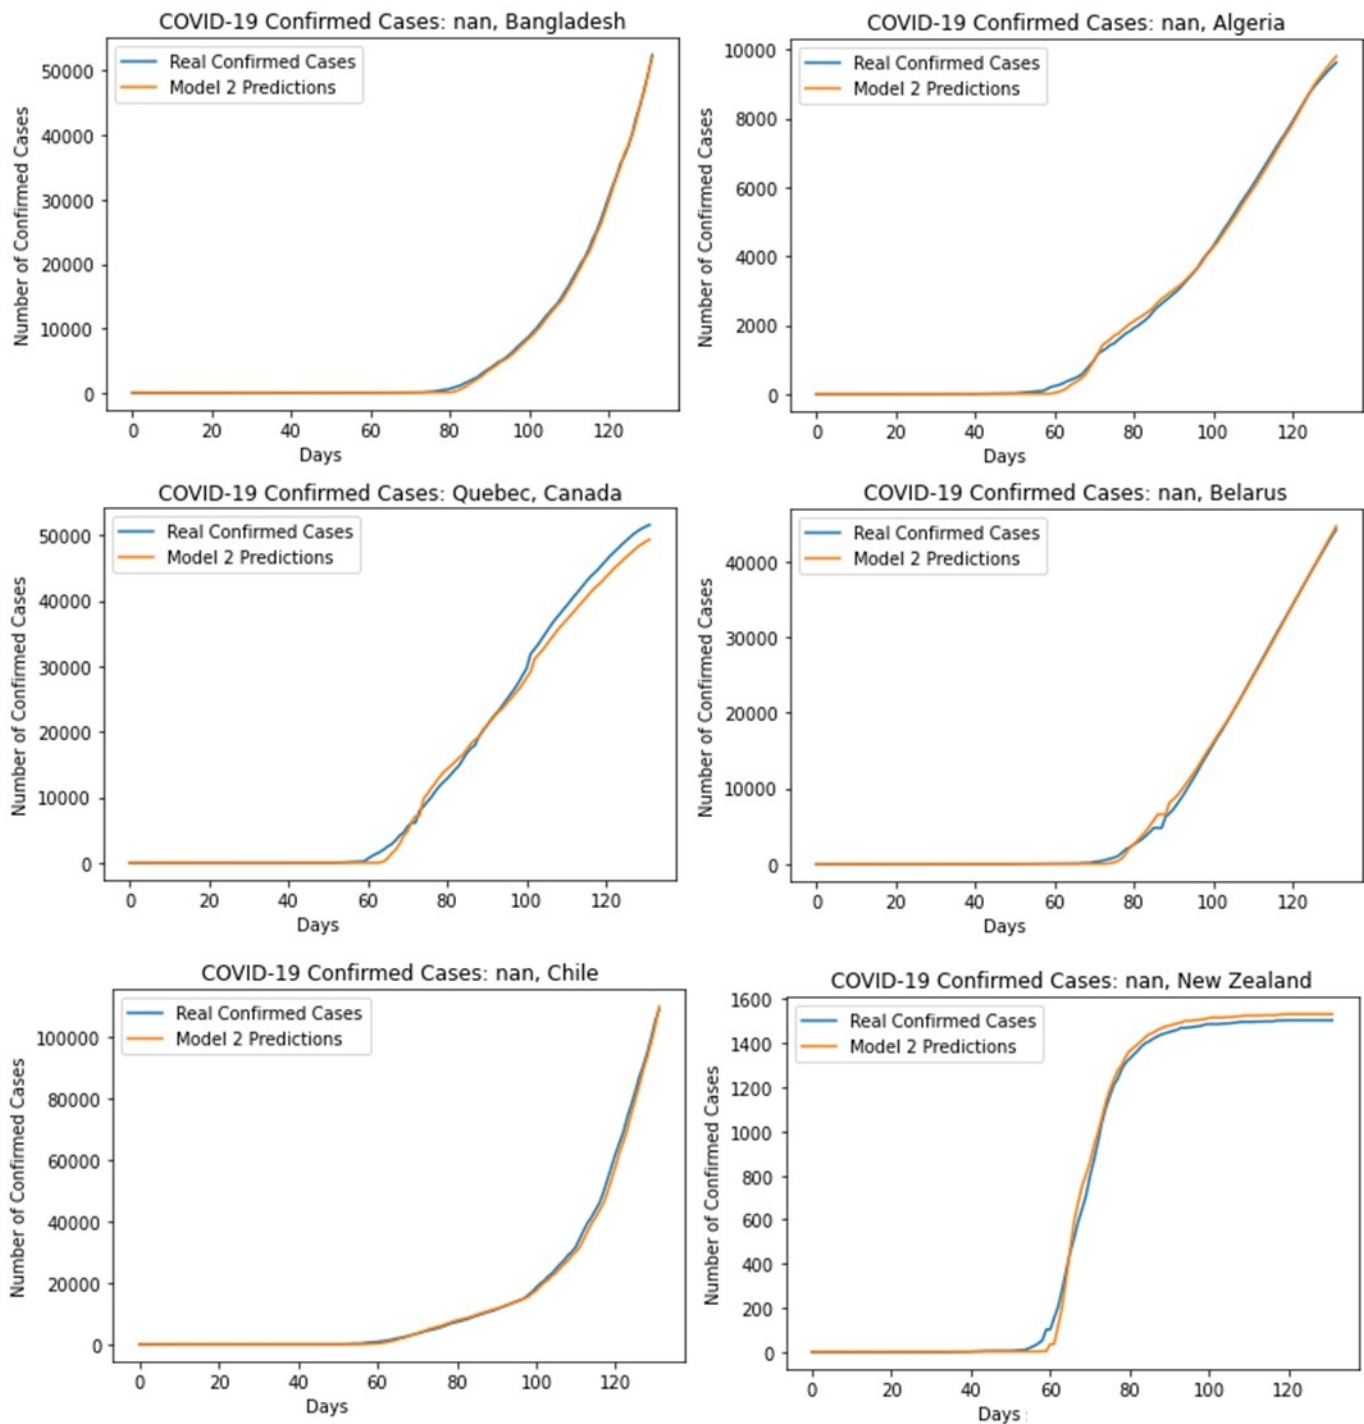 COVID-19 Confirmed Cases: nan, Bangladesh
Real Confirmed Cases
Model 2 Predictions
Number of Confirmed Cases
50000
40000
30000
20000
10000
0
0 20 40 60 80 100 120
Days
COVID-19 Confirmed Cases: nan, Algeria
Real Confirmed Cases
Model 2 Predictions
Number of Confirmed Cases
10000
8000
6000
4000
2000
0
0 20 40 60 80 100 120
Days
COVID-19 Confirmed Cases: Quebec, Canada
Real Confirmed Cases
Model 2 Predictions
Number of Confirmed Cases
50000
40000
30000
20000
10000
0
0 20 40 60 80 100 120
Days
COVID-19 Confirmed Cases: nan, Belarus
Real Confirmed Cases
Model 2 Predictions
Number of Confirmed Cases
40000
30000
20000
10000
0
0 20 40 60 80 100 120
Days
COVID-19 Confirmed Cases: nan, Chile
Real Confirmed Cases
Model 2 Predictions
Number of Confirmed Cases
100000
80000
60000
40000
20000
0
0 20 40 60 80 100 120
Days
COVID-19 Confirmed Cases: nan, New Zealand
Real Confirmed Cases
Model 2 Predictions
Number of Confirmed Cases
1600
1400
1200
1000
800
600
400
200
0
0 20 40 60 80 100 120
Days